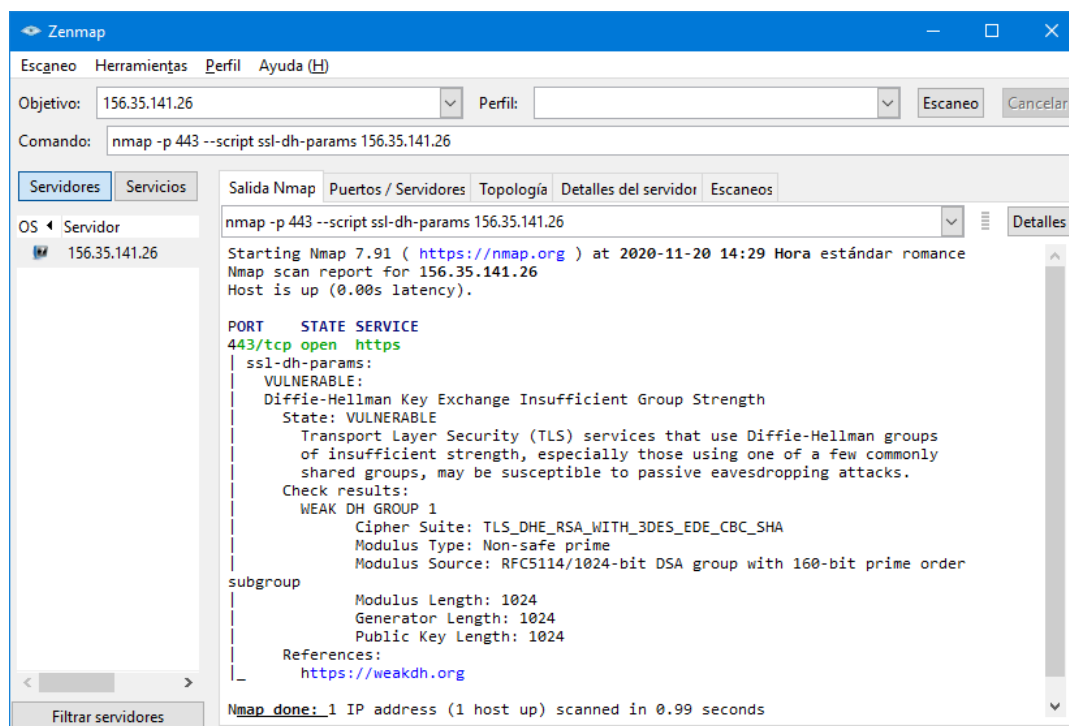 Zenmap
Escaneo Herramientas Perfil Ayuda (H)
Objetivo: 156.35.141.26 Perfil: Escaneo Cancelar
Comando: nmap -p 443 --script ssl-dh-params 156.35.141.26
Servidores Servicios Salida Nmap Puertos / Servidores Topología Detalles del servidor Escaneos
OS Servidor nmap -p 443 --script ssl-dh-params 156.35.141.26 Detalles
156.35.141.26
Starting Nmap 7.91 ( https://nmap.org ) at 2020-11-20 14:29 Hora estándar romance
Nmap scan report for 156.35.141.26
Host is up (0.00s latency).
PORT STATE SERVICE
443/tcp open https
| ssl-dh-params:
| VULNERABLE:
| Diffie-Hellman Key Exchange Insufficient Group Strength
| State: VULNERABLE
| Transport Layer Security (TLS) services that use Diffie-Hellman groups
| of insufficient strength, especially those using one of a few commonly
| shared groups, may be susceptible to passive eavesdropping attacks.
| Check results:
| WEAK DH GROUP 1
| Cipher Suite: TLS_DHE_RSA_WITH_3DES_EDE_CBC_SHA
| Modulus Type: Non-safe prime
| Modulus Source: RFC5114/1024-bit DSA group with 160-bit prime order
subgroup
| Modulus Length: 1024
| Generator Length: 1024
| Public Key Length: 1024
| References:
|_ https://weakdh.org
Nmap done: 1 IP address (1 host up) scanned in 0.99 seconds
Filtrar servidores